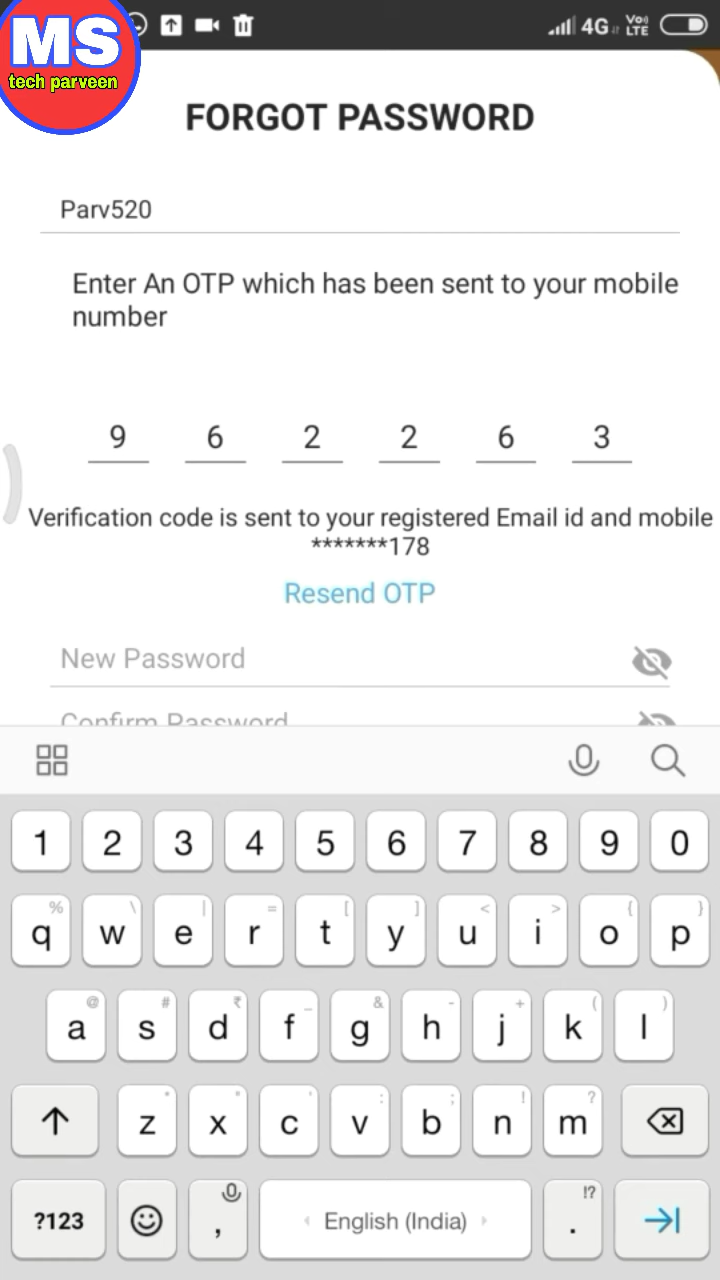 MS
tech parveen
4G Vo) LTE
FORGOT PASSWORD
Parv520
Enter An OTP which has been sent to your mobile
number
9 6 2 2 6 3
Verification code is sent to your registered Email id and mobile
*******178
Resend OTP
New Password
Confirm Password
1 2 3 4 5 6 7 8 9 0
% \ | = [ ] < > { }
q w e r t y u i o p
@ # ₹ _ & - + ( )
a s d f g h j k l
* " ' : ; ! ?
z x c v b n m
!?
?123 , English (India) .